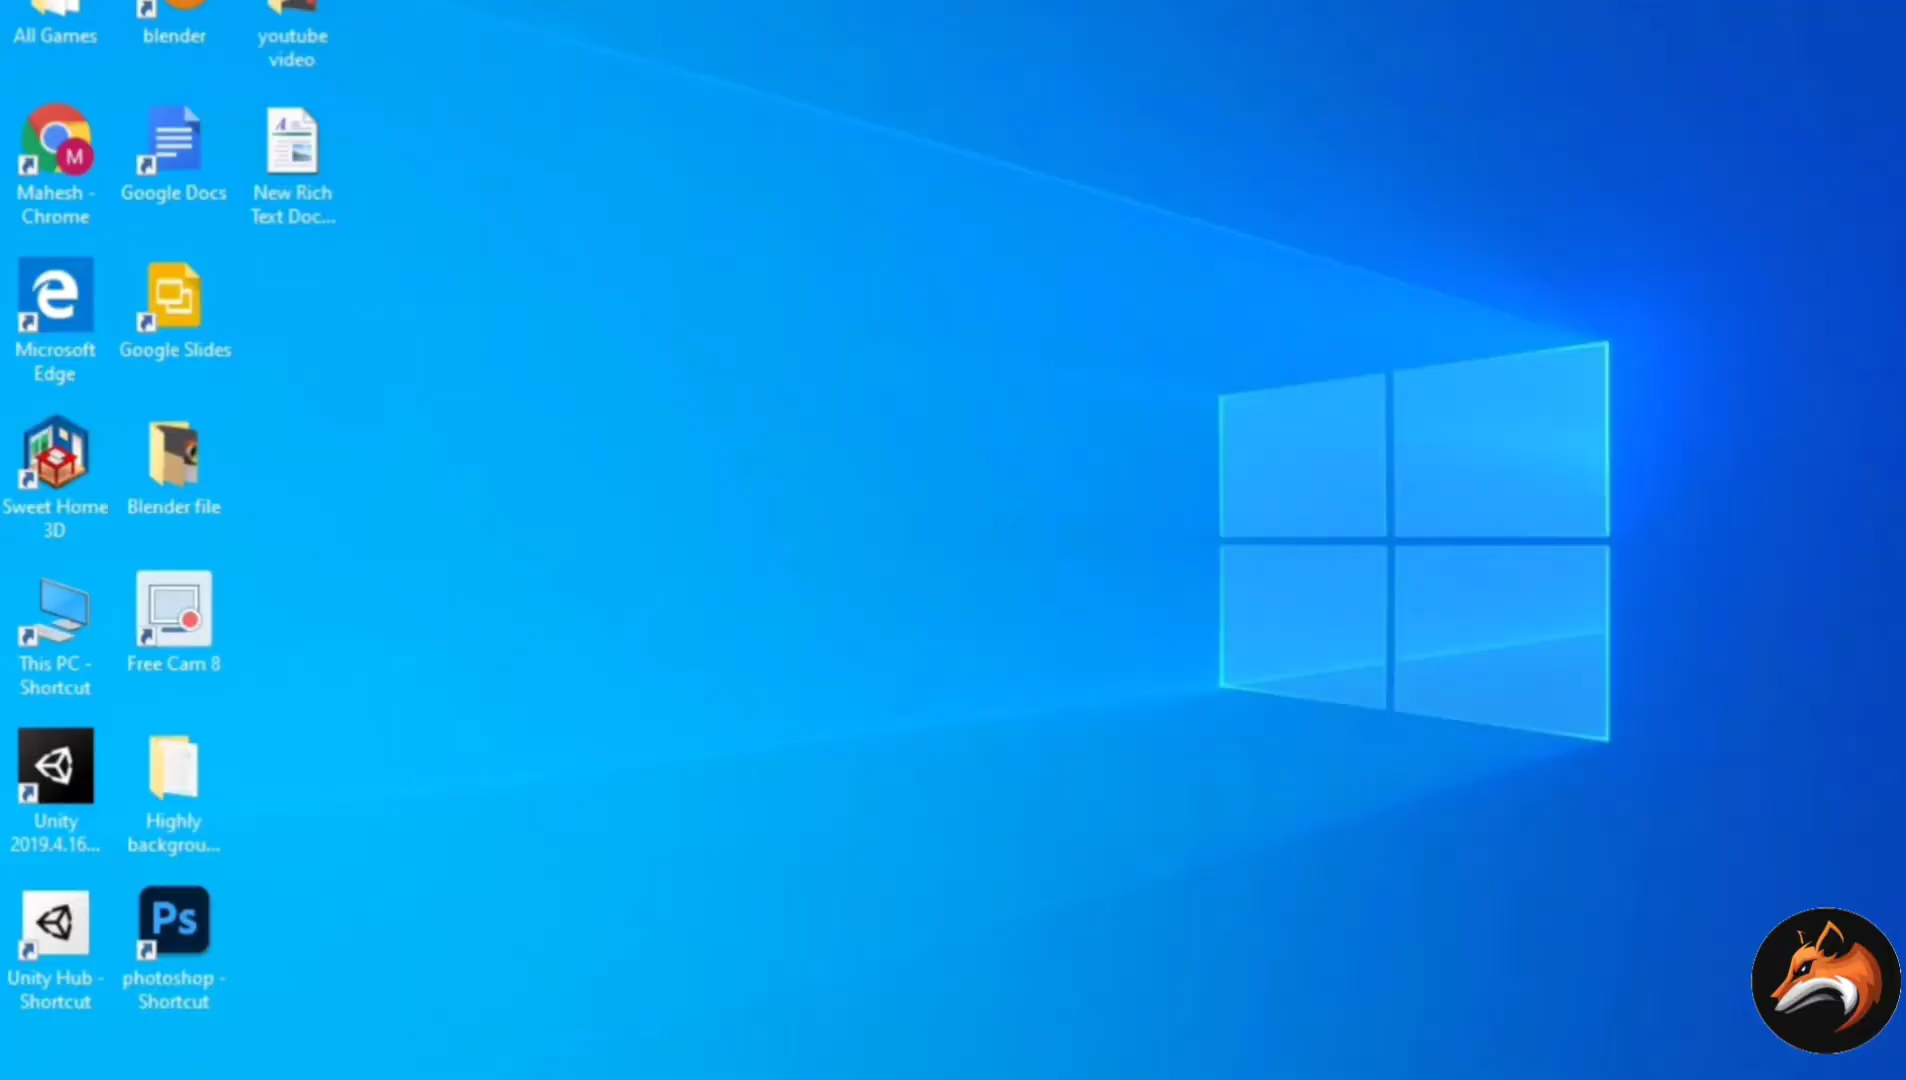 All Games
blender
youtube
video
Mahesh -
Chrome
Google Docs
New Rich
Text Doc...
Microsoft
Edge
Google Slides
Sweet Home
3D
Blender file
This PC -
Shortcut
Free Cam 8
Unity
2019.4.16...
Highly
backgrou...
Unity Hub -
Shortcut
photoshop -
Shortcut
M
Ps